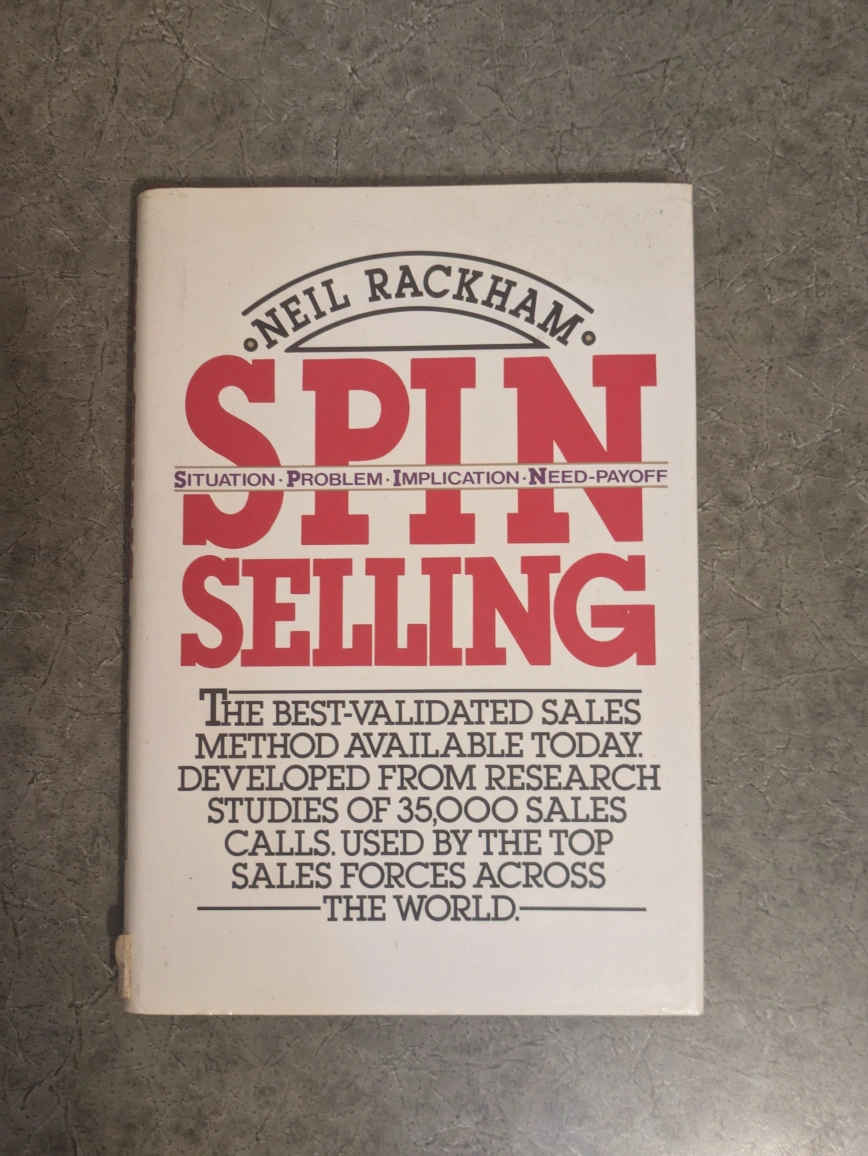 •NEIL RACKHAM•
SPIN
SITUATION · PROBLEM · IMPLICATION · NEED-PAYOFF
SELLING
THE BEST-VALIDATED SALES
METHOD AVAILABLE TODAY.
DEVELOPED FROM RESEARCH
STUDIES OF 35,000 SALES
CALLS. USED BY THE TOP
SALES FORCES ACROSS
THE WORLD.